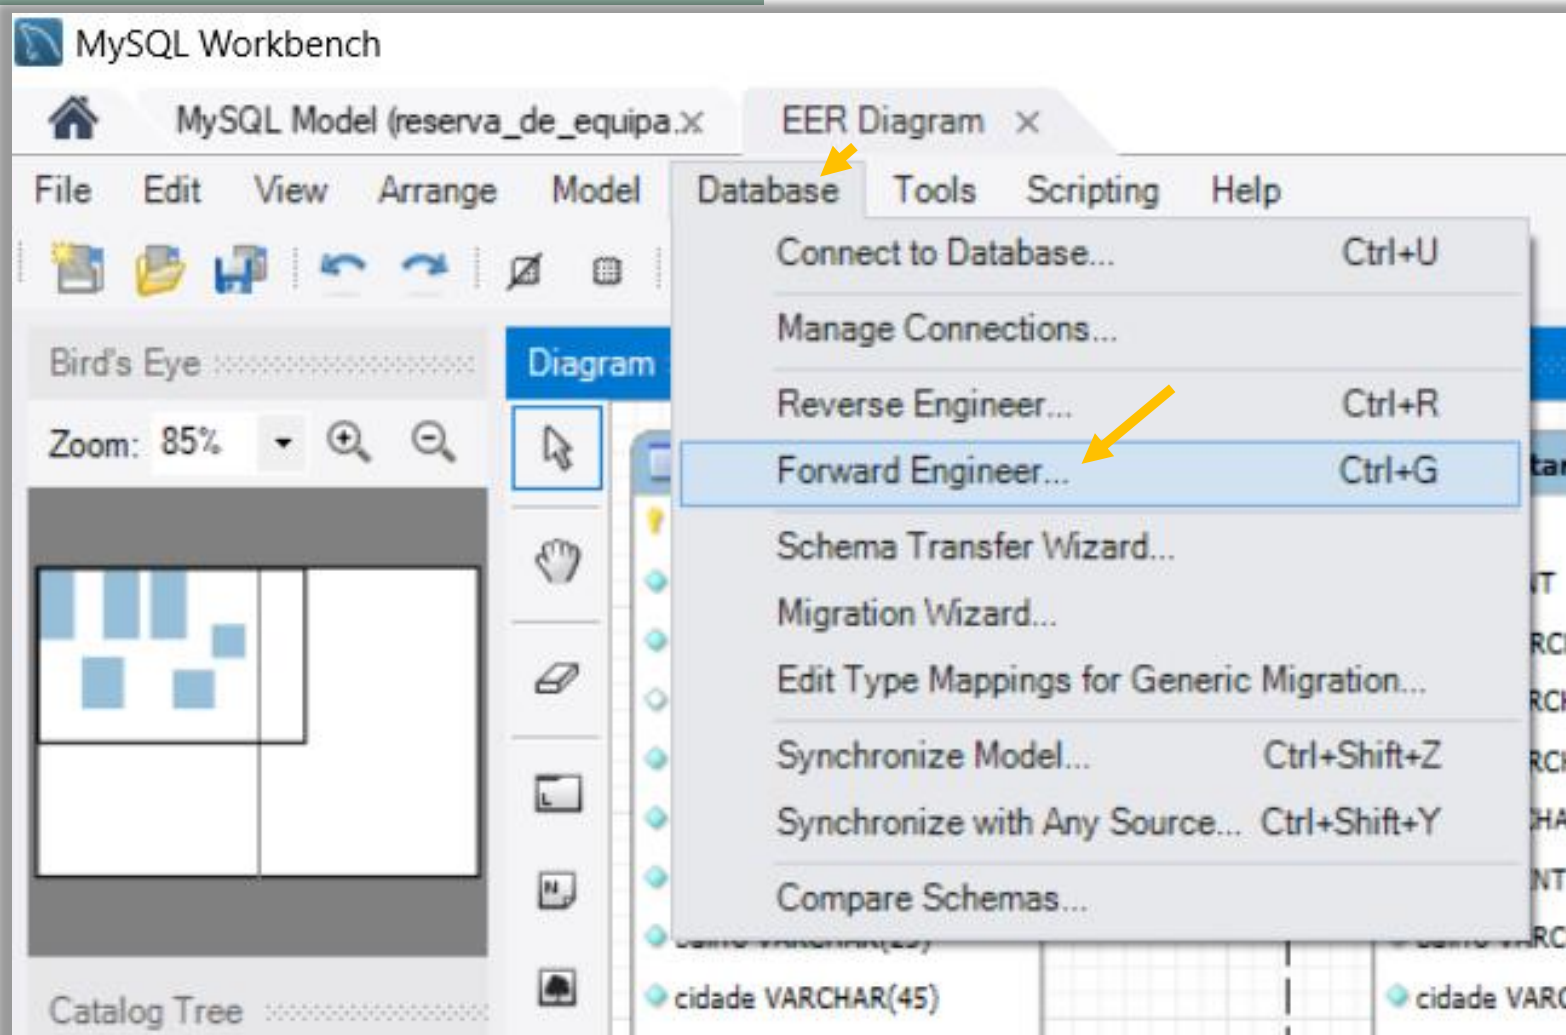 MySQL Workbench
MySQL Model (reserva_de_equipa.× EER Diagram ×
File Edit View Arrange Model Database Tools Scripting Help
Connect to Database... Ctrl+U
Manage Connections...
Bird's Eye
Diagram
Reverse Engineer... Ctrl+R
Zoom: 85%
Forward Engineer... Ctrl+G
Schema Transfer Wizard...
Migration Wizard...
Edit Type Mappings for Generic Migration...
Synchronize Model... Ctrl+Shift+Z
Synchronize with Any Source... Ctrl+Shift+Y
Compare Schemas...
Catalog Tree
cidade VARCHAR(45)
cidade VARC